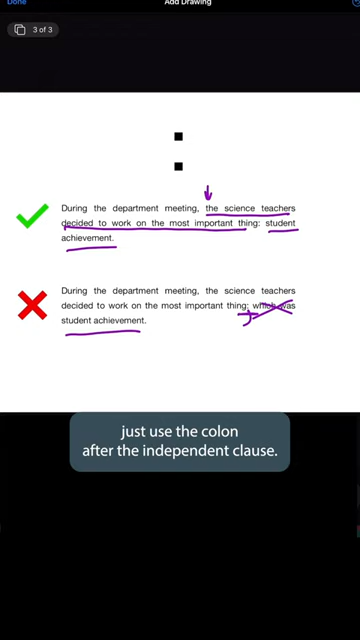 Done
Add Drawing
3 of 3
:
During the department meeting, the science teachers
decided to work on the most important thing: student
achievement.
During the department meeting, the science teachers
decided to work on the most important thing: which was
student achievement.
just use the colon
after the independent clause.